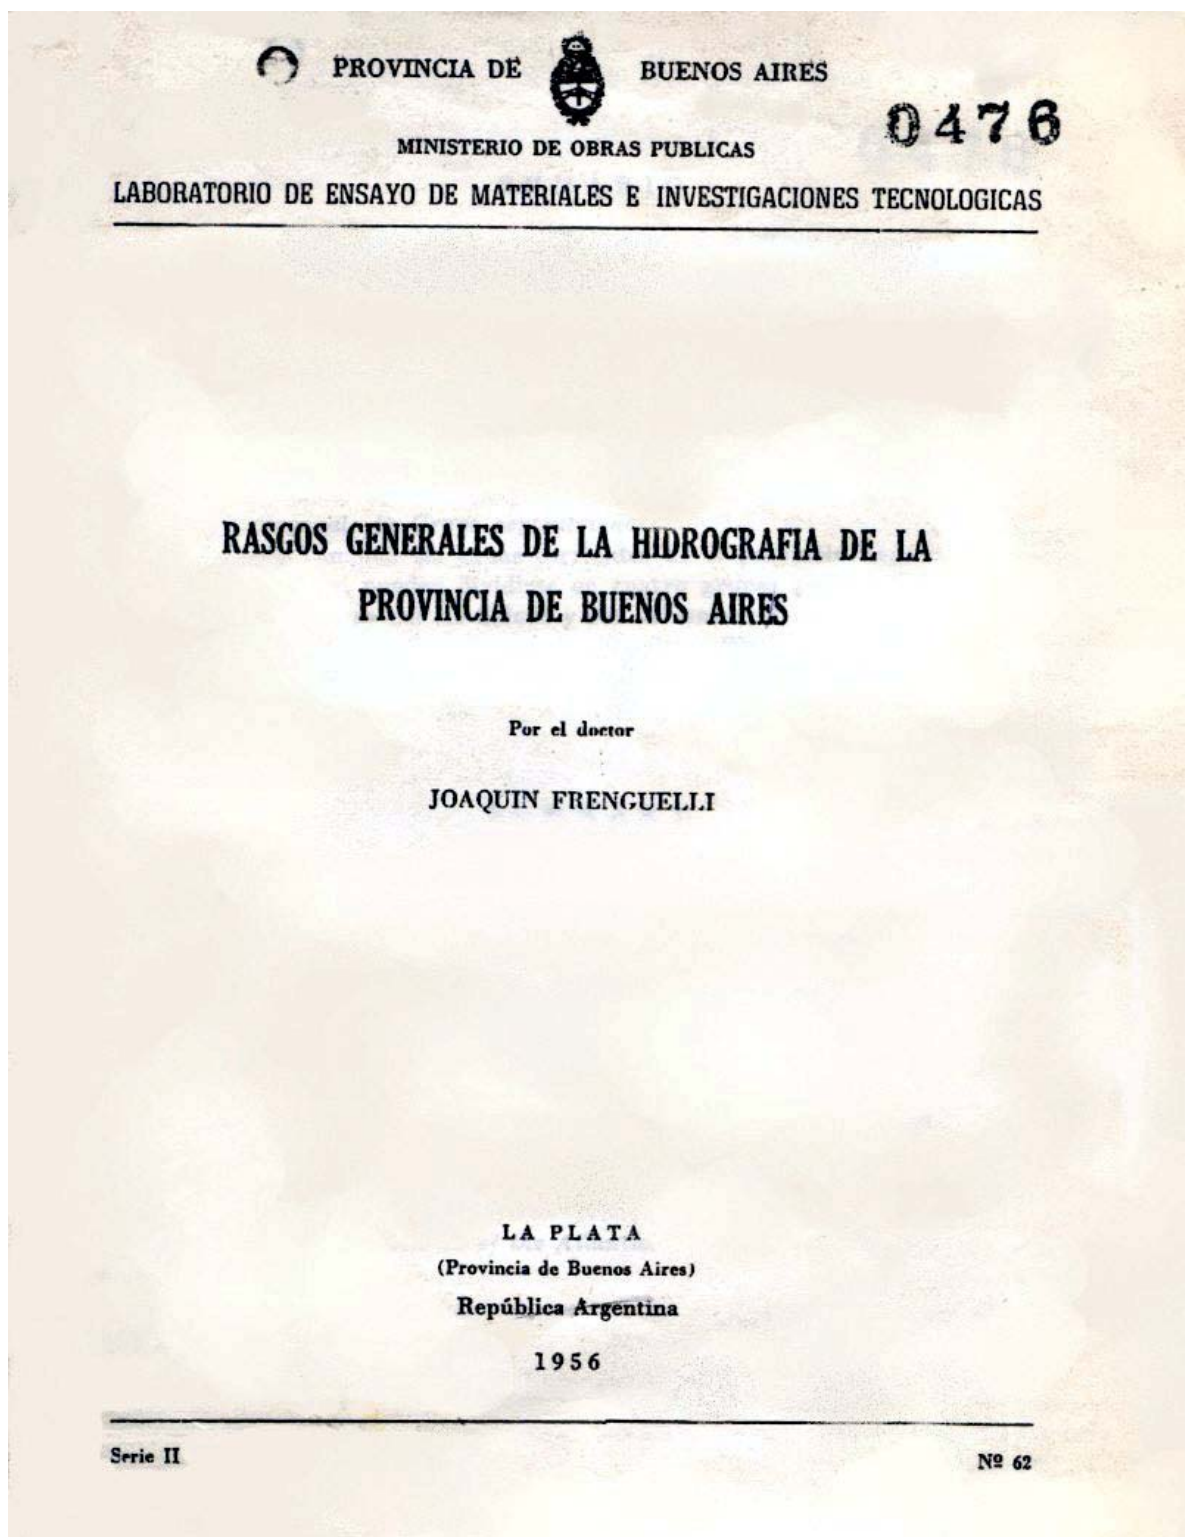 PROVINCIA DE BUENOS AIRES
0476
MINISTERIO DE OBRAS PUBLICAS
LABORATORIO DE ENSAYO DE MATERIALES E INVESTIGACIONES TECNOLOGICAS
RASGOS GENERALES DE LA HIDROGRAFIA DE LA
PROVINCIA DE BUENOS AIRES
Por el doctor
JOAQUIN FRENGUELLI
LA PLATA
(Provincia de Buenos Aires)
República Argentina
1956
Serie II
Nº 62